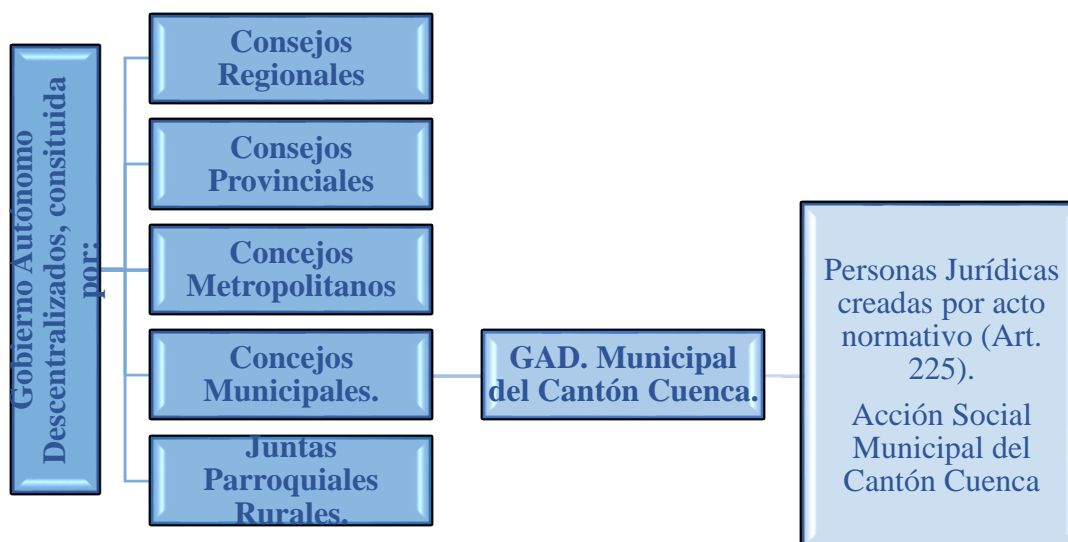 Gobierno Autónomo
Descentralizados, consituida
por:
Consejos
Regionales
Consejos
Provinciales
Concejos
Metropolitanos
Concejos
Municipales.
Juntas
Parroquiales
Rurales.
GAD. Municipal
del Cantón Cuenca.
Personas Jurídicas
creadas por acto
normativo (Art.
225).
Acción Social
Municipal del
Cantón Cuenca